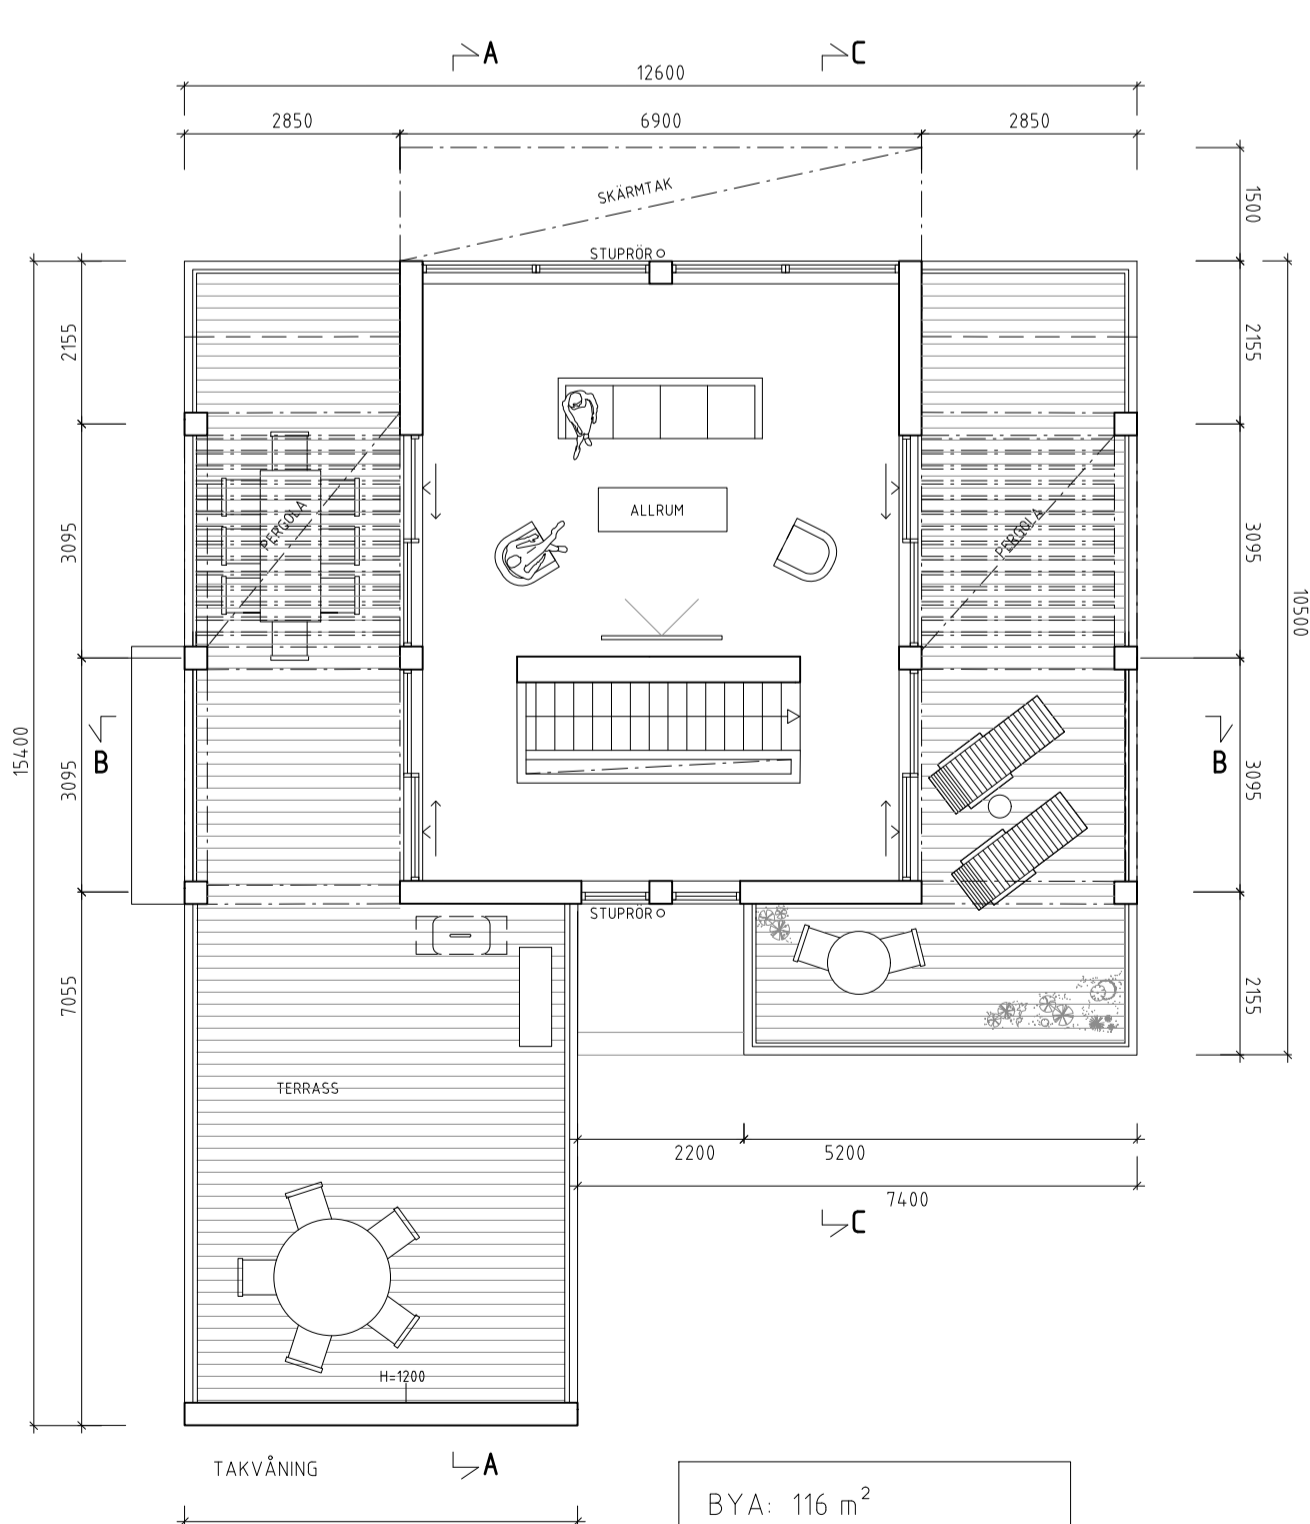 A
C
12600
2850
6900
2850
SKÄRMTAK
1500
STUPRÖR
2155
2155
PERGOLA
PERGOLA
ALLRUM
3095
3095
10500
15400
B
B
3095
3095
STUPRÖR
7055
2155
TERRASS
2200
5200
7400
C
H=1200
TAKVÅNING
A
BYA: 116 m²